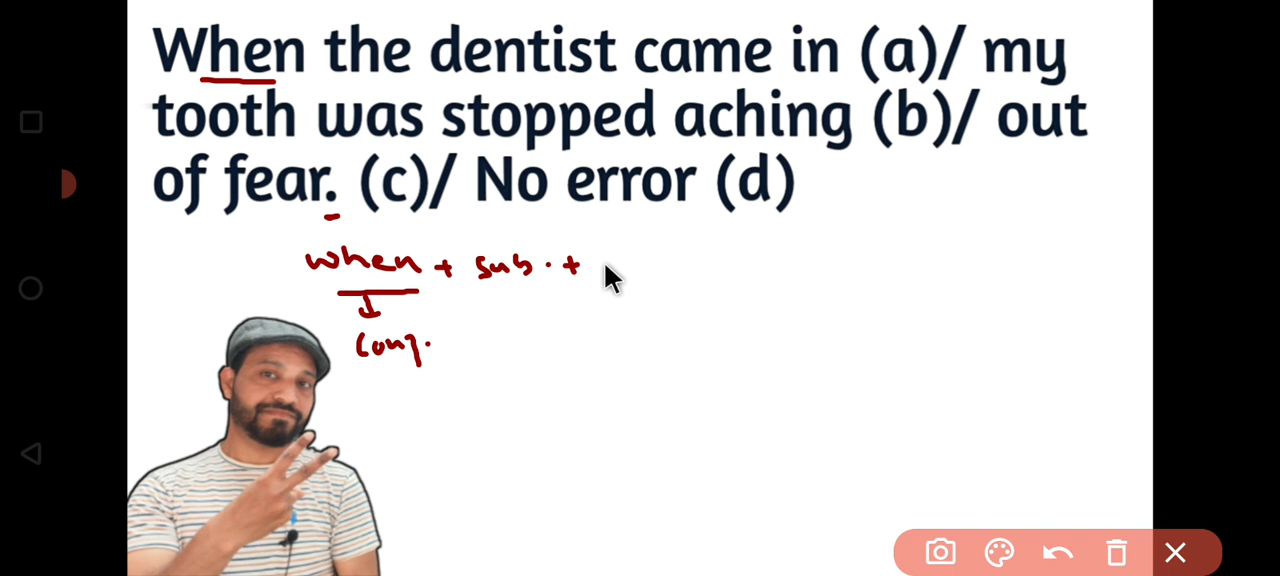 When the dentist came in (a)/ my
tooth was stopped aching (b)/ out
of fear. (c)/ No error (d)
when + sub. +
Conj.